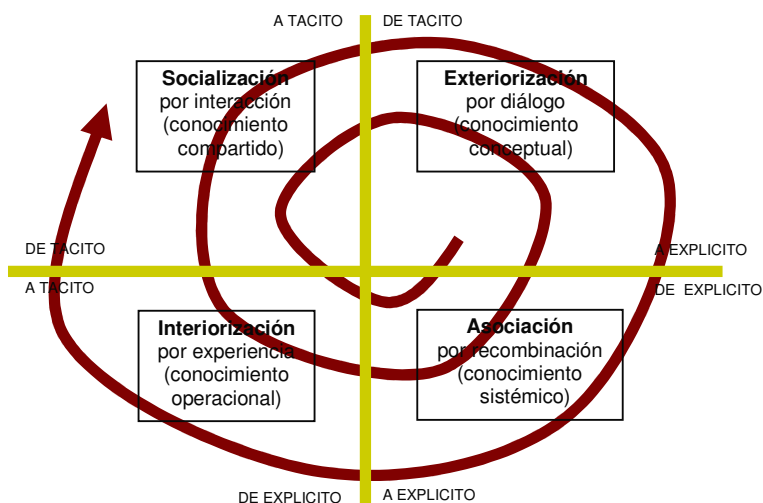 A TACITO
DE TACITO
Socialización
por interacción
(conocimiento
compartido)
Exteriorización
por diálogo
(conocimiento
conceptual)
DE TACITO
A EXPLICITO
A TACITO
DE EXPLICITO
Interiorización
por experiencia
(conocimiento
operacional)
Asociación
por recombinación
(conocimiento
sistémico)
DE EXPLICITO
A EXPLICITO